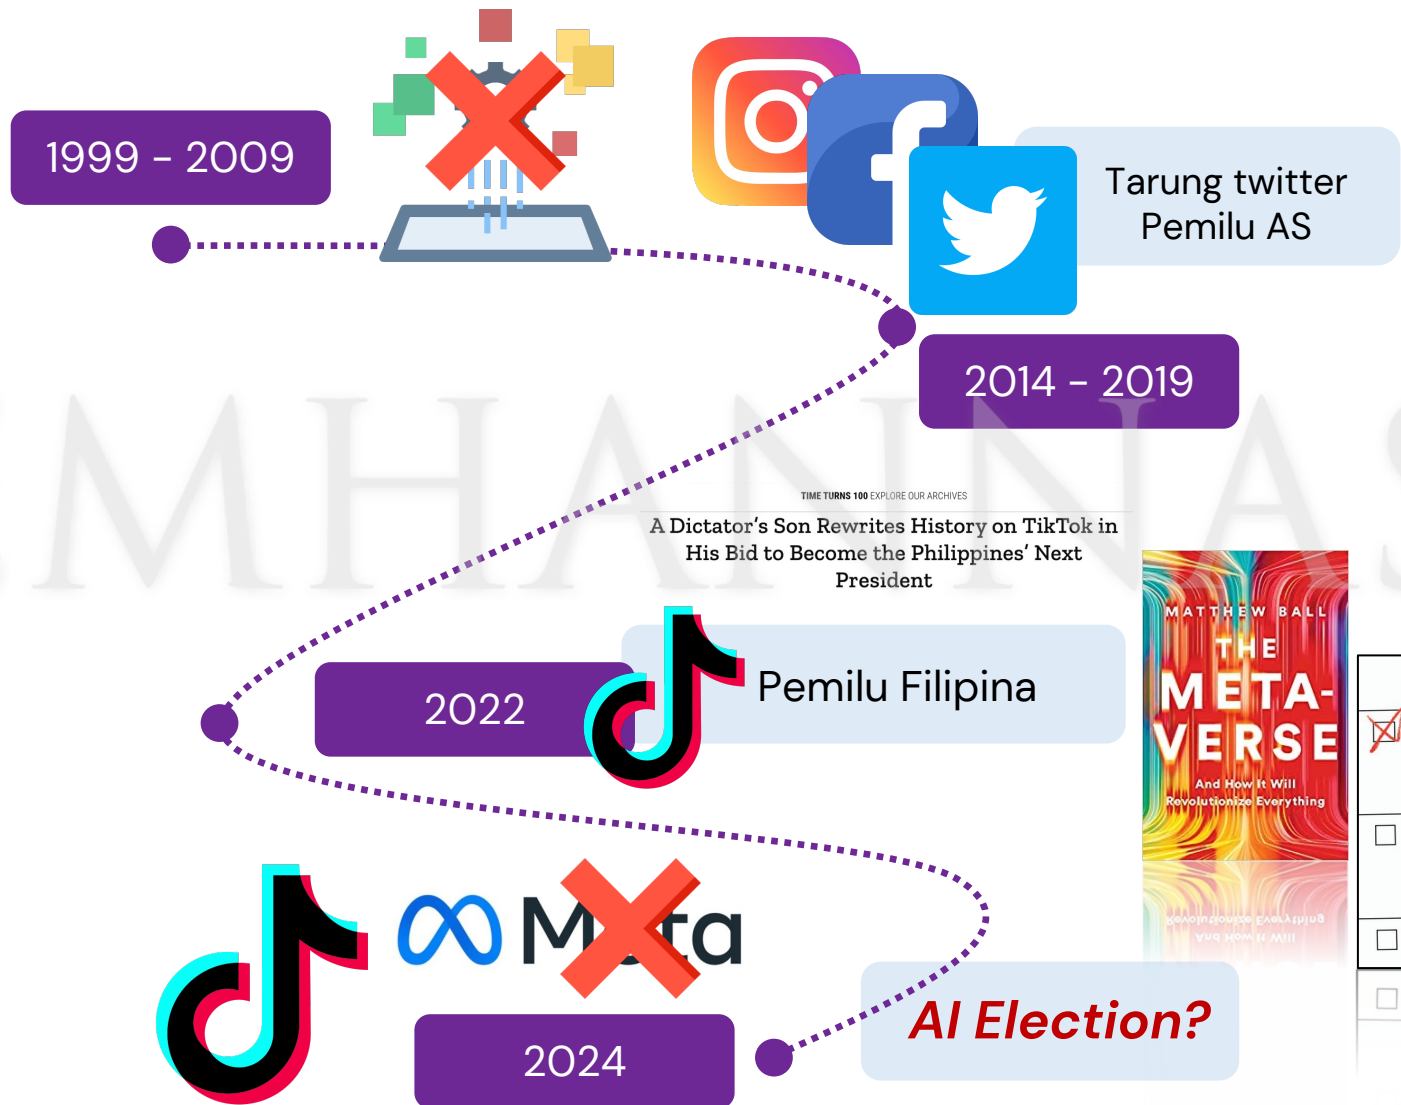 1999 - 2009
Tarung twitter
Pemilu AS
2014 - 2019
EMHANNAS
TIME TURNS 100 EXPLORE OUR ARCHIVES
A Dictator's Son Rewrites History on TikTok in
His Bid to Become the Philippines' Next
President
MATTHEW BALL
THE
META-
VERSE
And How It Will
Revolutionize Everything
2022
Pemilu Filipina
Meta
AI Election?
2024